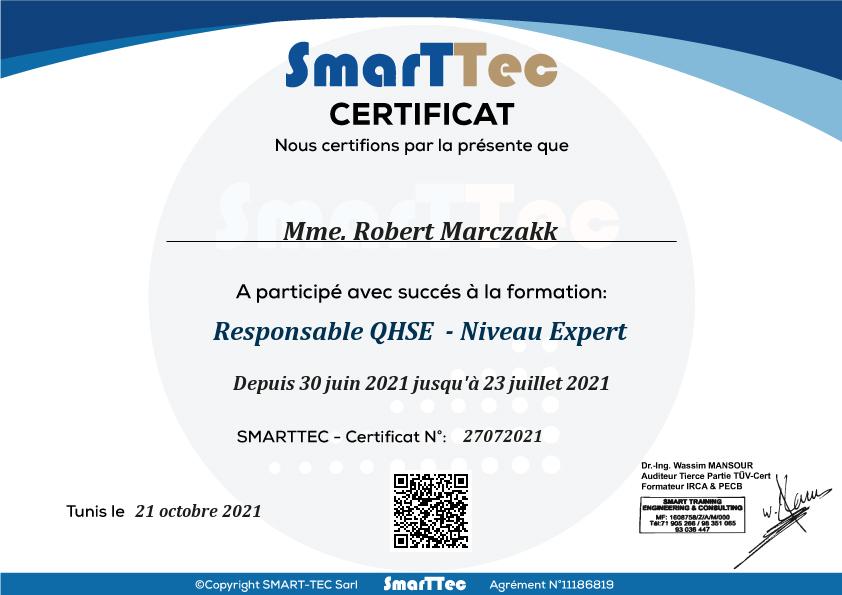 SmarTTec
CERTIFICAT
Nous certifions par la présente que
SmarTTec
Mme. Robert Marczakk
A participé avec succés à la formation:
Responsable QHSE - Niveau Expert
Depuis 30 juin 2021 jusqu'à 23 juillet 2021
SMARTTEC - Certificat N°: 27072021
Dr.-Ing. Wassim MANSOUR
Auditeur Tierce Partie TÜV-Cert
Formateur IRCA & PECB
SMART TRAINING
ENGINEERING & CONSULTING
MF: 1608758/Z/A/M/000
Tél:71 905 266 / 98 351 065
93 036 447
Tunis le 21 octobre 2021
©Copyright SMART-TEC Sarl SmarTTec Agrément N°11186819